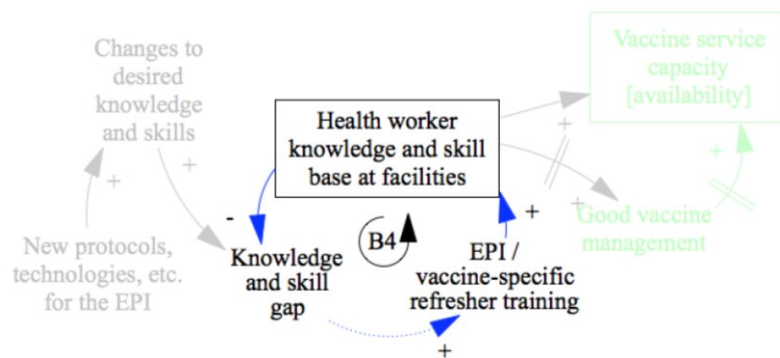 Changes to
desired
knowledge
and skills
+
+
New protocols,
technologies, etc.
for the EPI
Health worker
knowledge and skill
base at facilities
-
Knowledge
and skill
gap
B4
+
EPI /
vaccine-specific
refresher training
+
Vaccine service
capacity
[availability]
+
+
+
Good vaccine
management